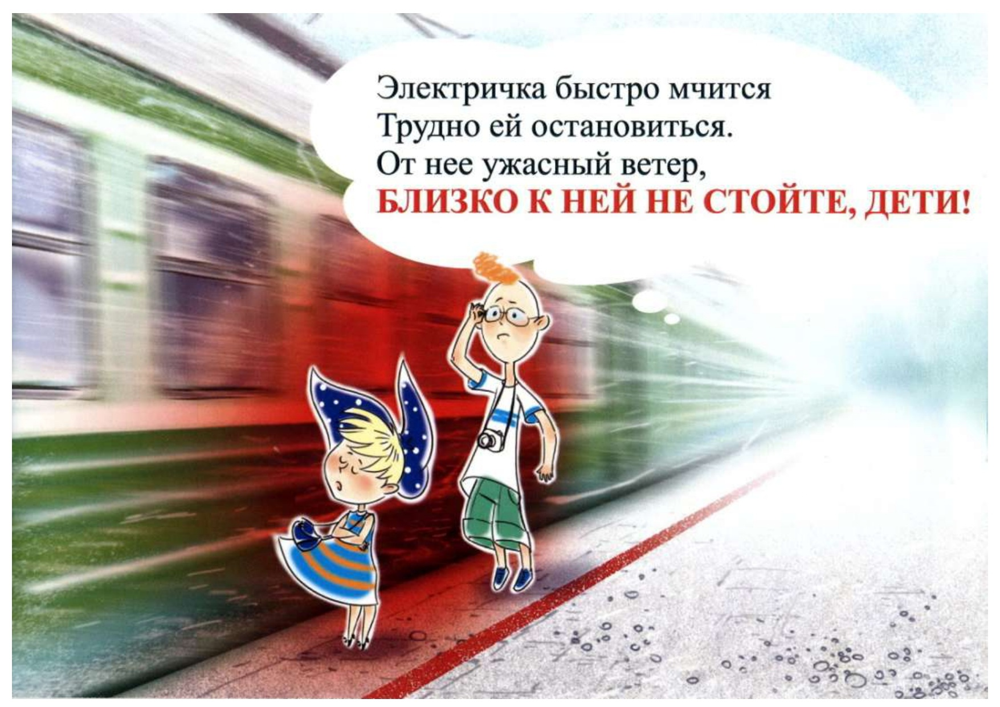 Электричка быстро мчится
Трудно ей остановиться.
От нее ужасный ветер,
БЛИЗКО К НЕЙ НЕ СТОЙТЕ, ДЕТИ!